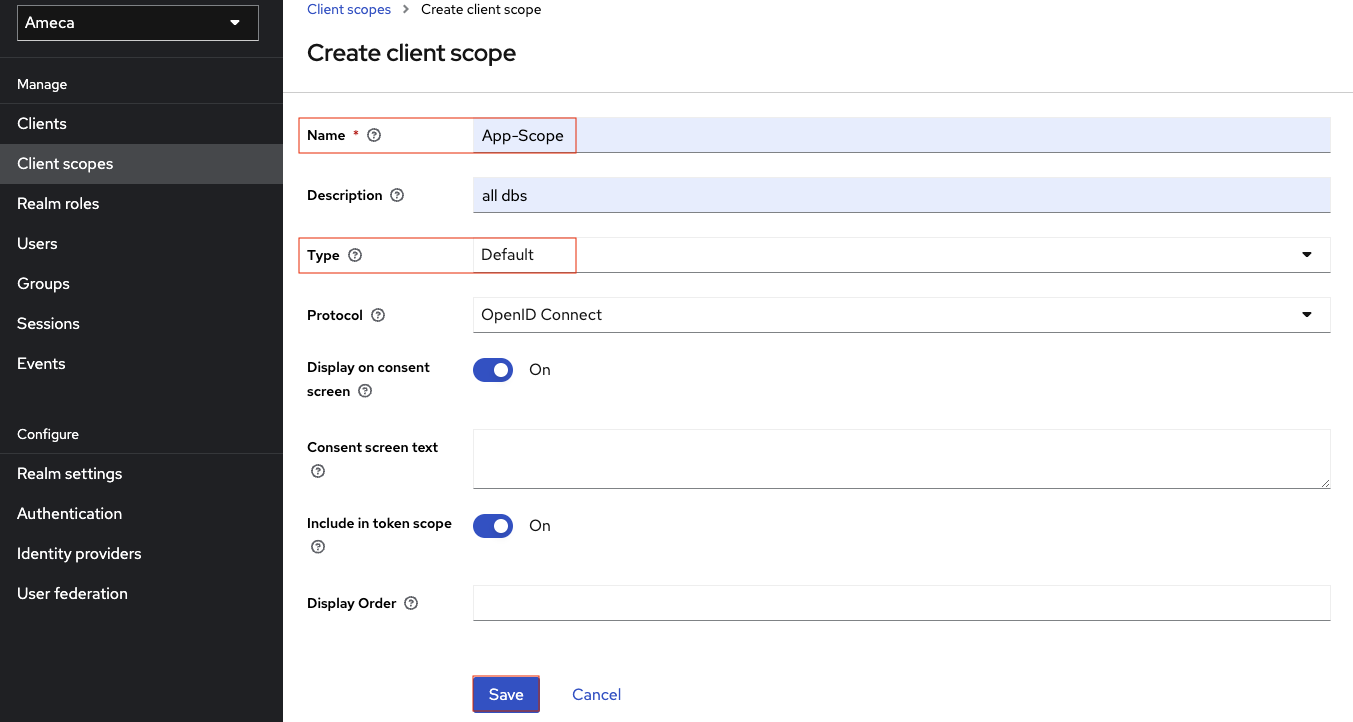 Ameca
Manage
Clients
Client scopes
Realm roles
Users
Groups
Sessions
Events
Configure
Realm settings
Authentication
Identity providers
User federation
Client scopes > Create client scope
Create client scope
Name * App-Scope
Description all dbs
Type Default
Protocol OpenID Connect
Display on consent
screen
On
Consent screen text
Include in token scope On
Display Order
Save Cancel